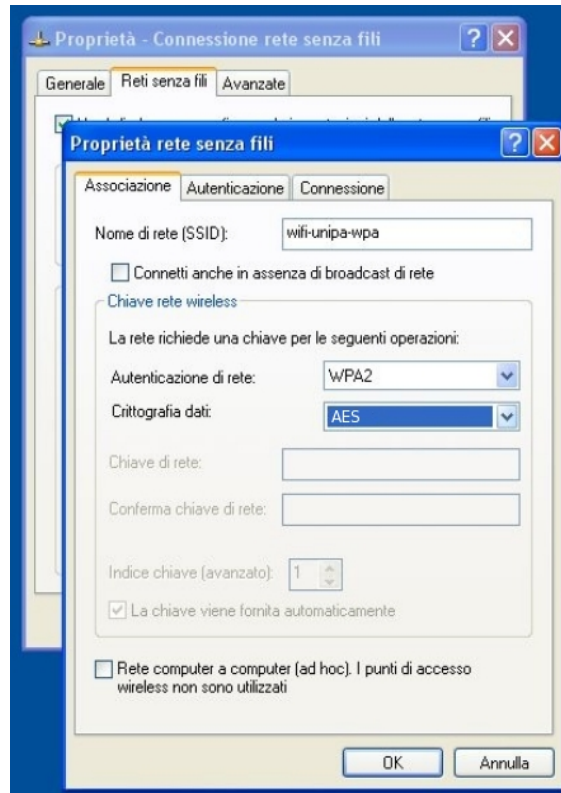 Proprietà - Connessione rete senza fili
Generale Reti senza fili Avanzate
Proprietà rete senza fili
Associazione Autenticazione Connessione
Nome di rete (SSID): wifi-unipa-wpa
Connetti anche in assenza di broadcast di rete
Chiave rete wireless
La rete richiede una chiave per le seguenti operazioni:
Autenticazione di rete: WPA2
Crittografia dati: AES
Chiave di rete:
Conferma chiave di rete:
Indice chiave (avanzato): 1
La chiave viene fornita automaticamente
Rete computer a computer (ad hoc). I punti di accesso
wireless non sono utilizzati
OK Annulla